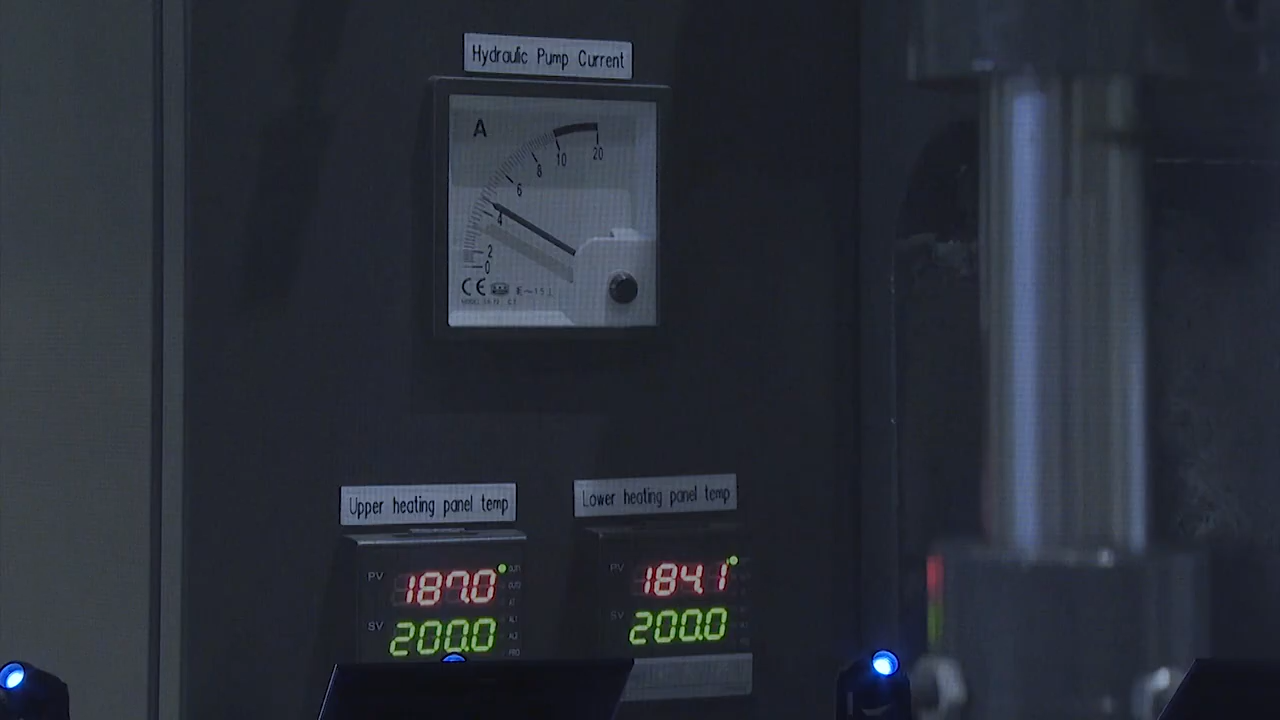 Hydraulic Pump Current
A
20
10
8
6
4
2
0
CE
Upper heating panel temp
Lower heating panel temp
PV 187.0
SV 200.0
PV 184.1
SV 200.0